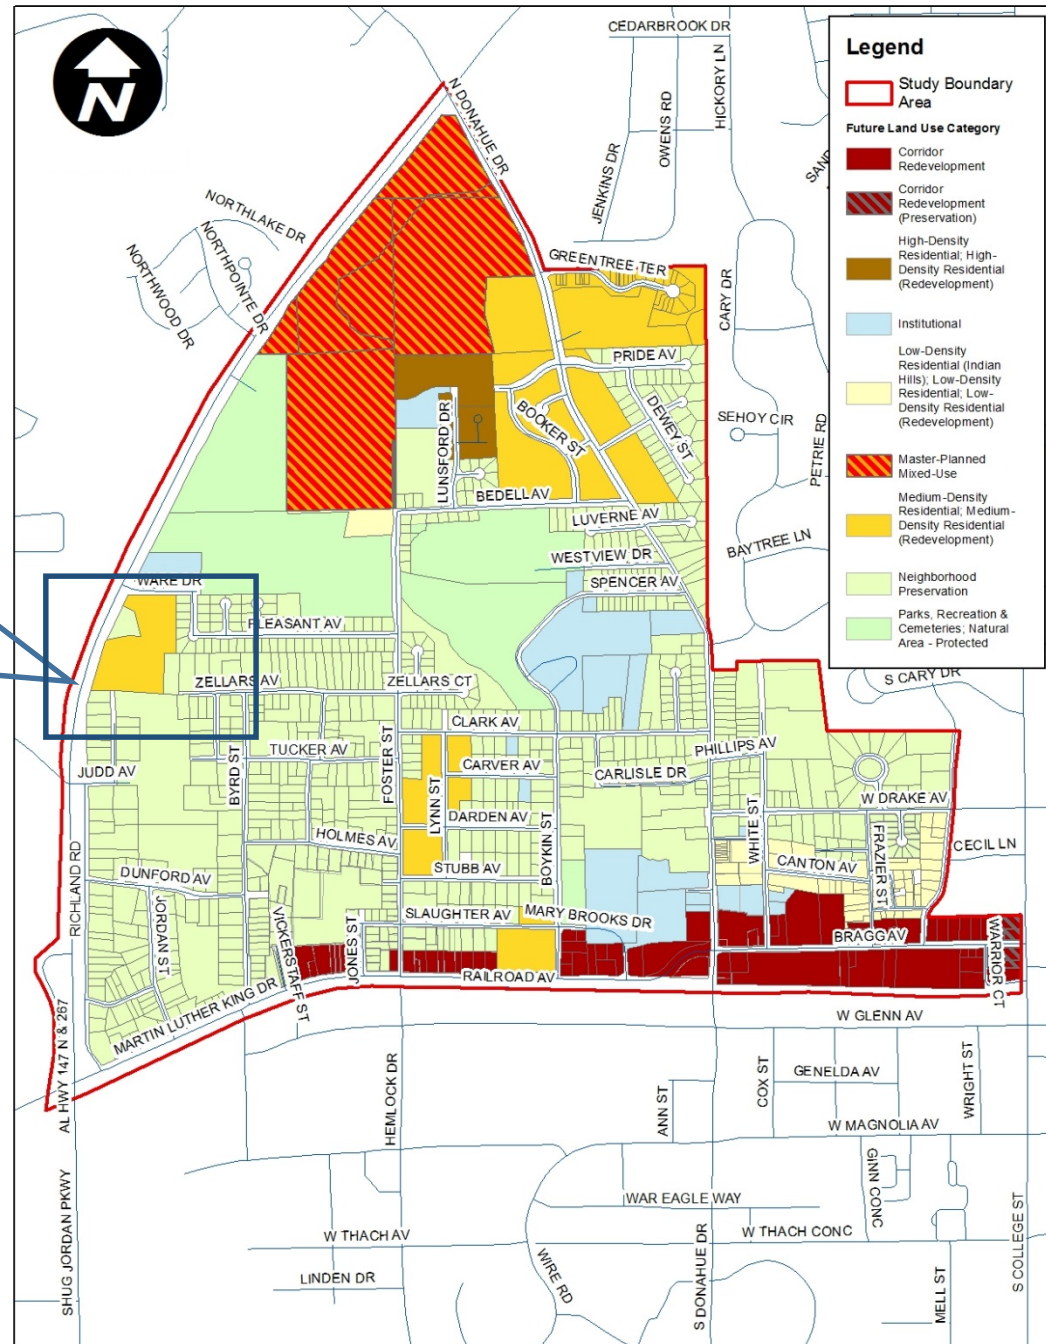 N
CEDARBROOK DR
HICKORY LN
OWENS RD
JENKINS DR
N DONAHUE DR
NORTHLAKE DR
NORTHPOINTE DR
NORTHWOOD DR
GREENTREE TER
CARY DR
PRIDE AV
DEWEY ST
BOOKER ST
SEHOY CIR
PETRIE RD
LUNSFORD DR
BEDELL AV
LUVERNE AV
WESTVIEW DR
BAYTREE LN
SPENCER AV
WARE DR
PLEASANT AV
ZELLARS AV
ZELLARS CT
S CARY DR
CLARK AV
PHILLIPS AV
TUCKER AV
JUDD AV
BYRD ST
FOSTER ST
CARVER AV
CARLISLE DR
LYNN ST
W DRAKE AV
DARDEN AV
WHITE ST
HOLMES AV
BOYKIN ST
FRAZIER ST
CECIL LN
CANTON AV
STUBB AV
DUNFORD AV
RICHLAND RD
JORDAN ST
VICKERSTAFF ST
JONES ST
SLAUGHTER AV
MARY BROOKS DR
BRAGG AV
WARRIOR CT
RAILROAD AV
MARTIN LUTHER KING DR
W GLENN AV
AL HWY 147 N & 267
HEMLOCK DR
ANN ST
COX ST
GENELDA AV
WRIGHT ST
W MAGNOLIA AV
GINN CONC
WAR EAGLE WAY
W THACH AV
W THACH CONC
S COLLEGE ST
SHUG JORDAN PKWY
LINDEN DR
WIRE RD
S DONAHUE DR
MELL ST
Legend
Study Boundary
Area
Future Land Use Category
Corridor
Redevelopment
Corridor
Redevelopment
(Preservation)
High-Density
Residential; High-
Density Residential
(Redevelopment)
Institutional
Low-Density
Residential (Indian
Hills); Low-Density
Residential; Low-
Density Residential
(Redevelopment)
Master-Planned
Mixed-Use
Medium-Density
Residential; Medium-
Density Residential
(Redevelopment)
Neighborhood
Preservation
Parks, Recreation &
Cemeteries; Natural
Area - Protected